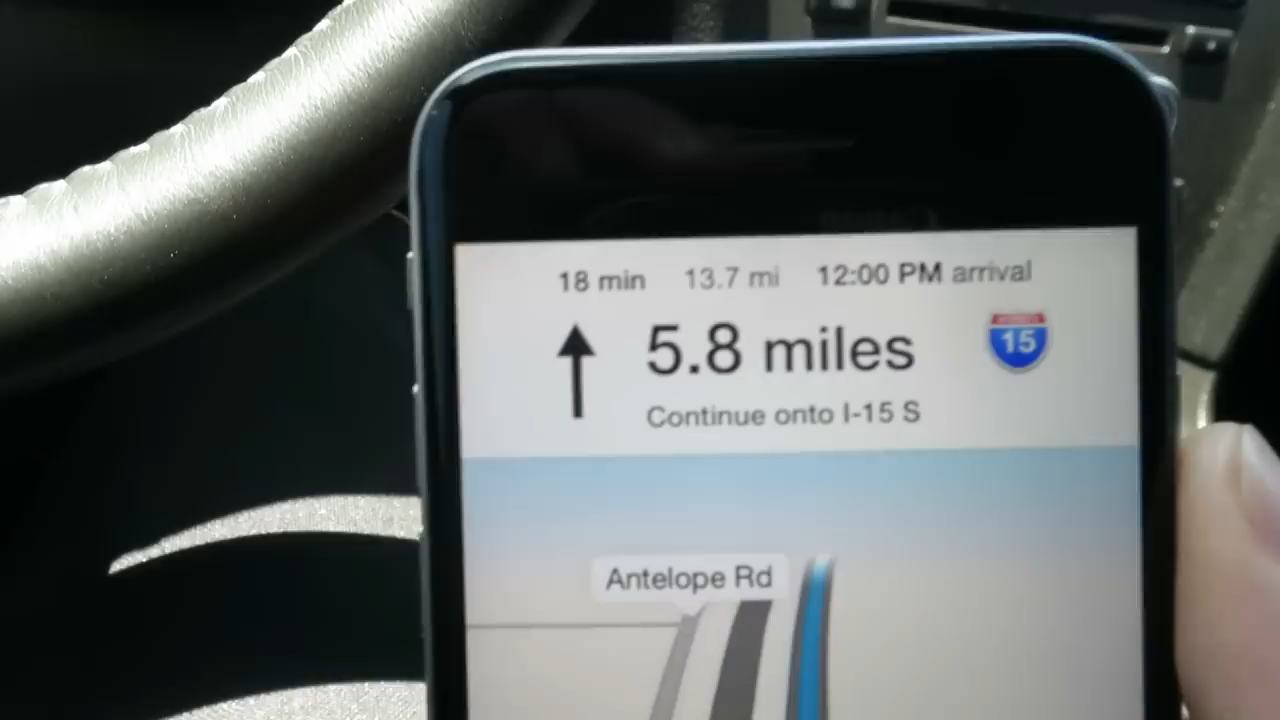 18 min 13.7 mi 12:00 PM arrival
5.8 miles
15
Continue onto I-15 S
Antelope Rd